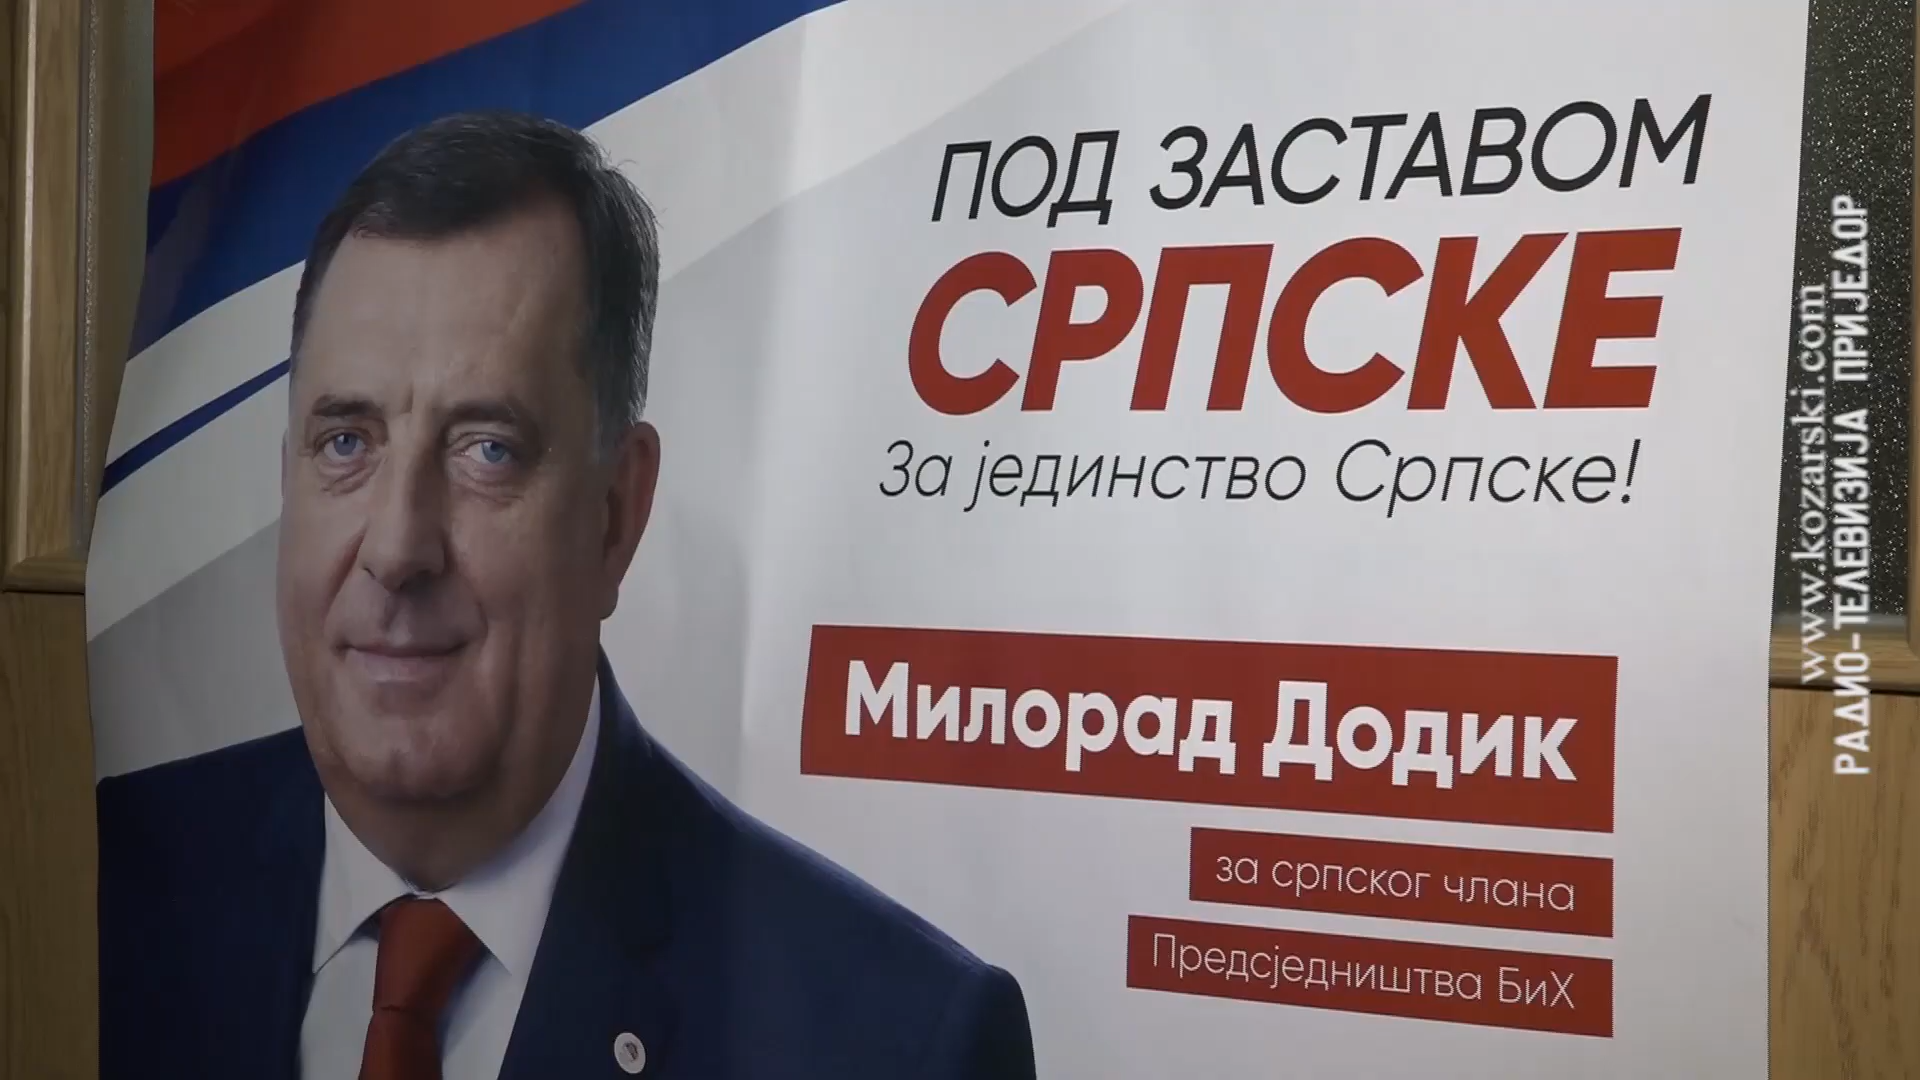 ПОД ЗАСТАВОМ
СРПСКЕ
За јединство Српске!
Милорад Додик
за српског члана
Предсједништва БиХ
www.kozarski.com
РАДИО-ТЕЛЕВИЗИЈА ПРИЈЕДОР